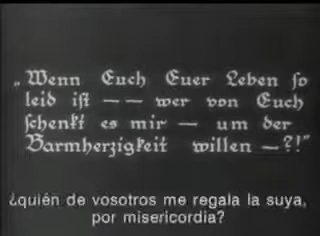 „Wenn Euch Euer Leben so
leid ist — — wer von Euch
schenkt es mir — um der
Barmherzigkeit willen —?!"
¿quién de vosotros me regala la suya,
por misericordia?